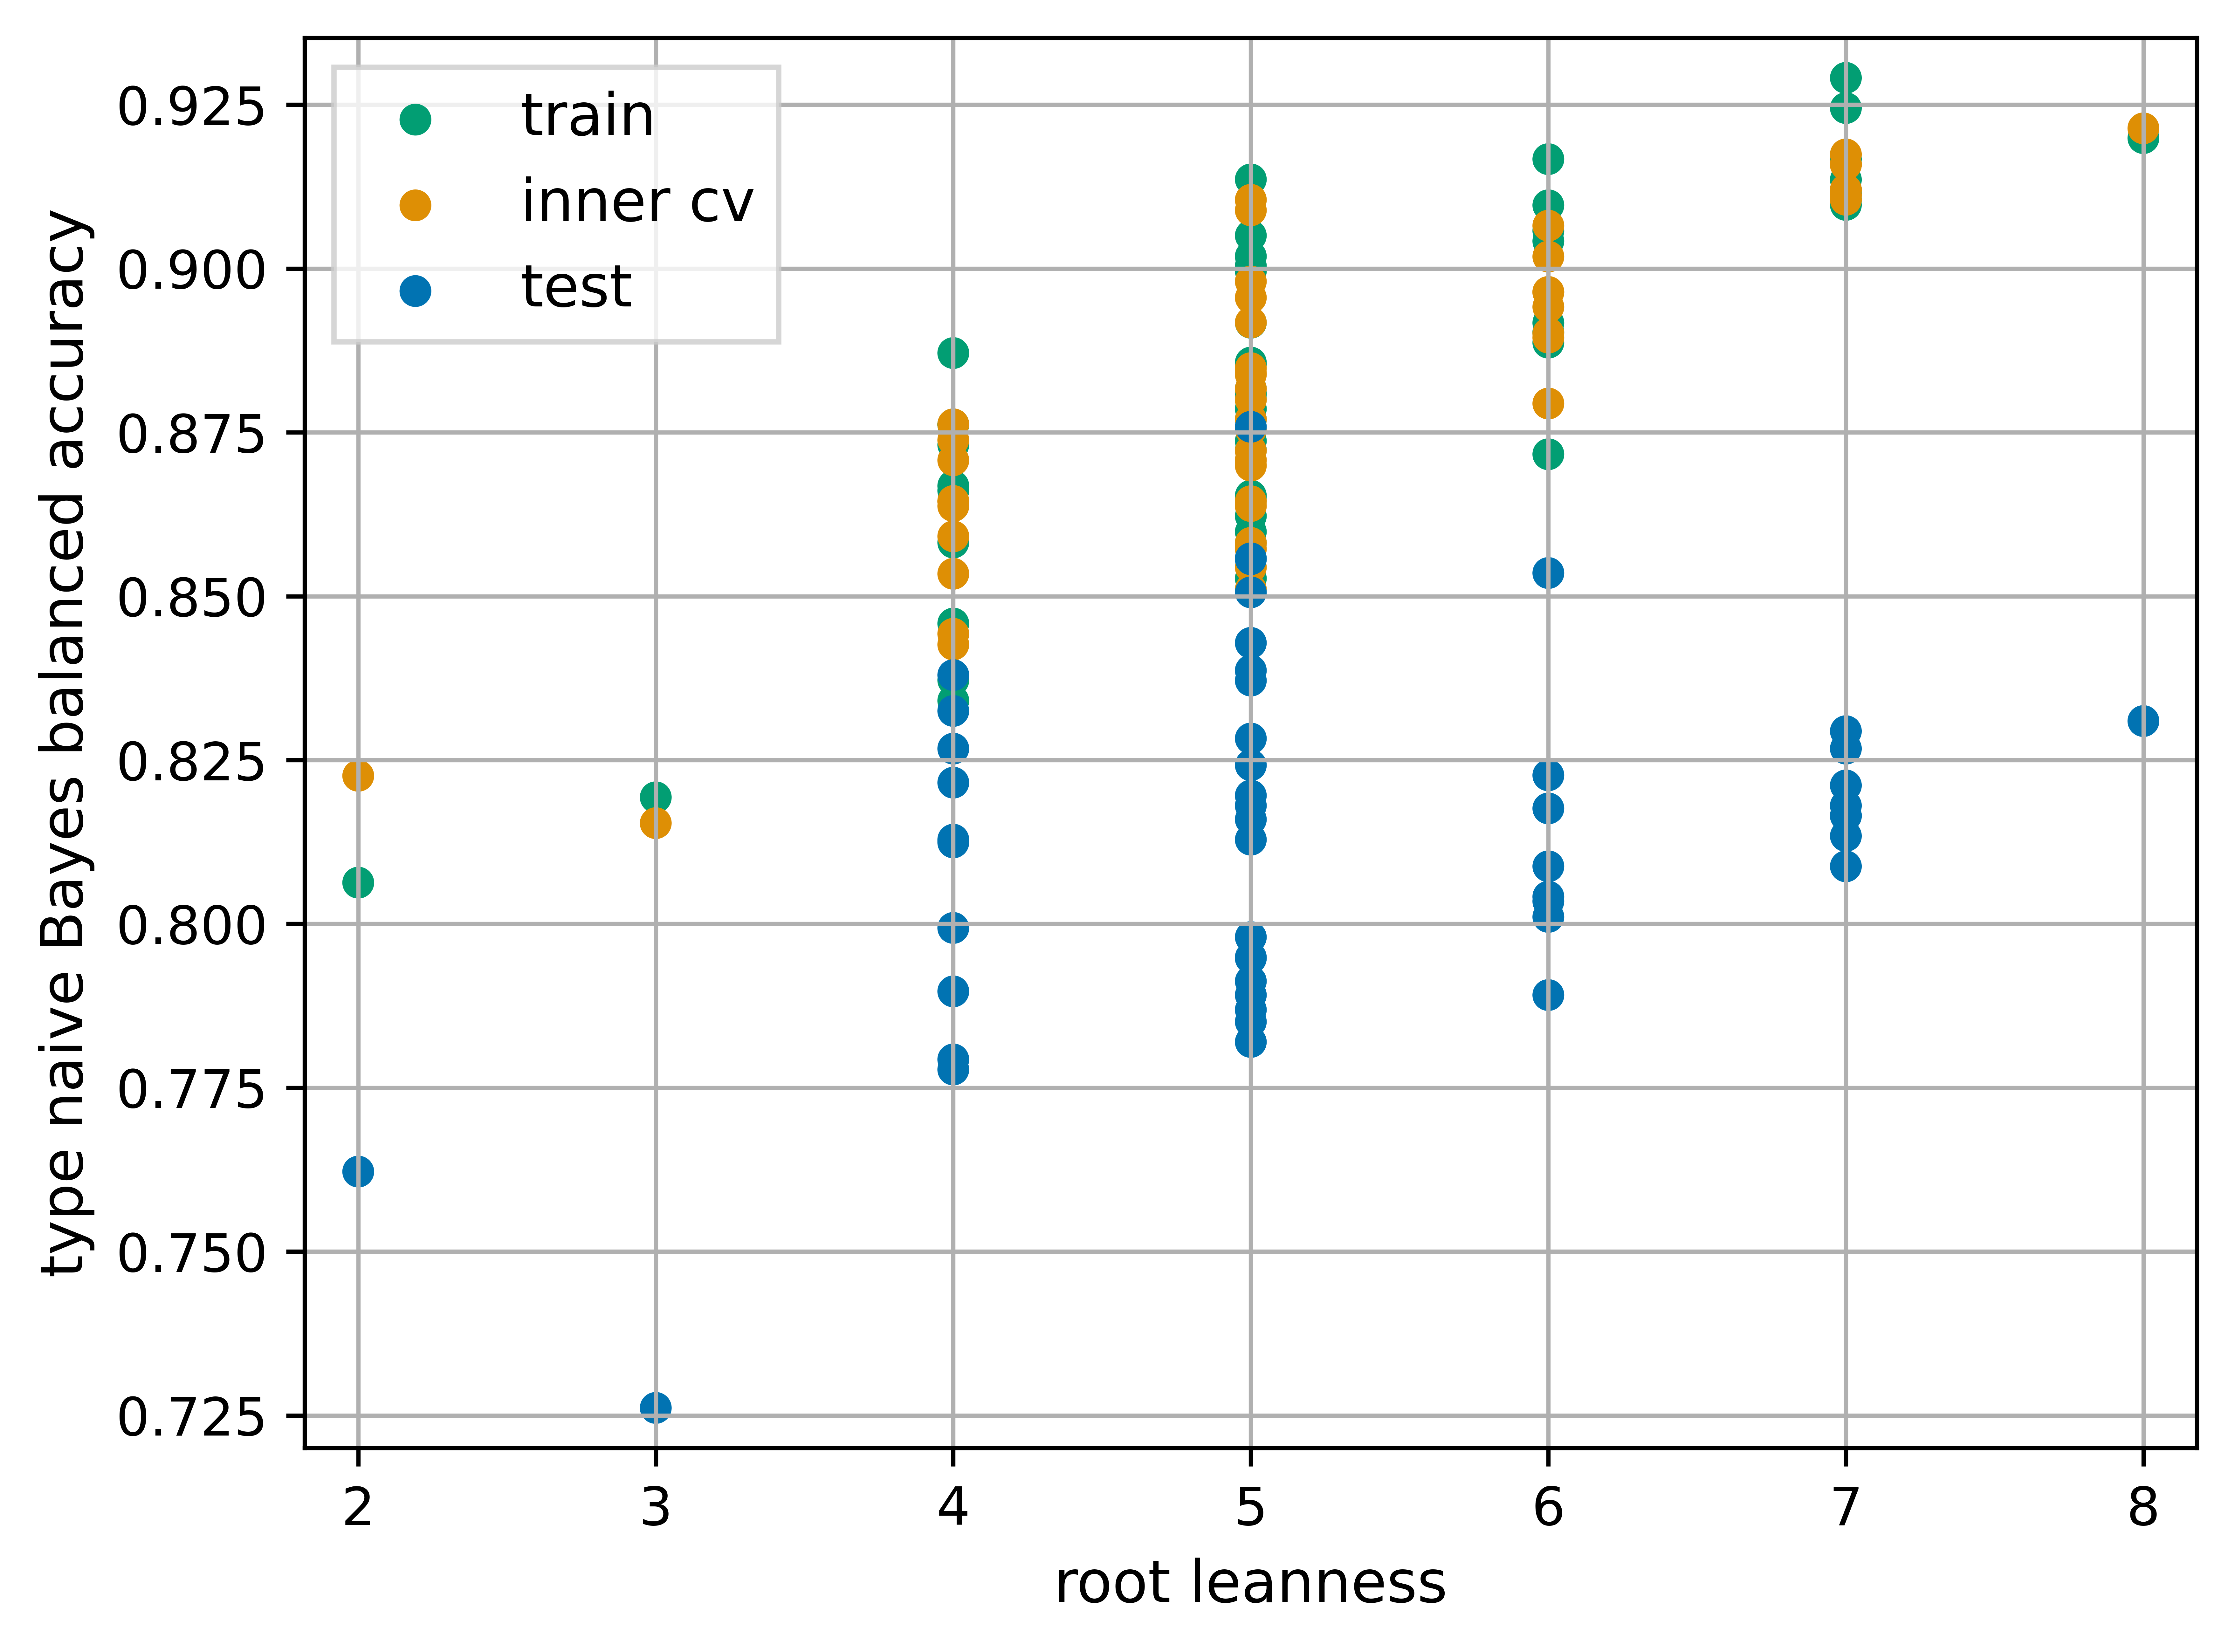 train
inner cv
test
type naive Bayes balanced accuracy
0.925
0.900
0.875
0.850
0.825
0.800
0.775
0.750
0.725
2 3 4 5 6 7 8
root leanness